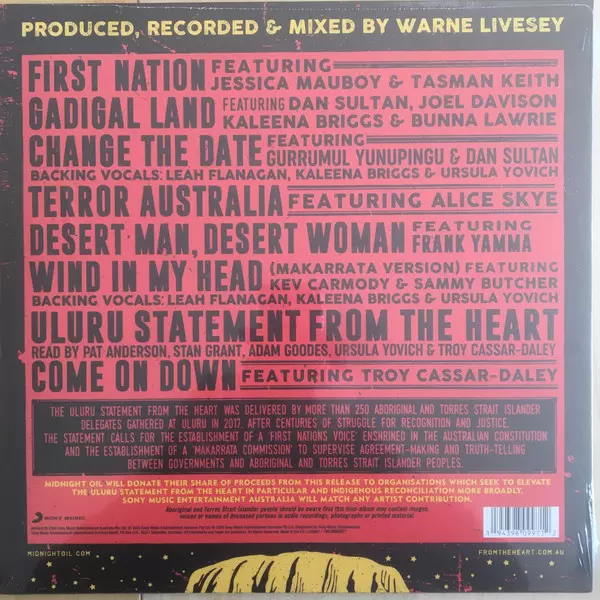 PRODUCED, RECORDED & MIXED BY WARNE LIVESEY
FIRST NATION FEATURING JESSICA MAUBOY & TASMAN KEITH
GADIGAL LAND FEATURING DAN SULTAN, JOEL DAVISON
KALEENA BRIGGS & BUNNA LAWRIE
CHANGE THE DATE FEATURING GURRUMUL YUNUPINGU & DAN SULTAN
BACKING VOCALS: LEAH FLANAGAN, KALEENA BRIGGS & URSULA YOVICH
TERROR AUSTRALIA FEATURING ALICE SKYE
DESERT MAN, DESERT WOMAN FEATURING FRANK YAMMA
WIND IN MY HEAD (MAKARRATA VERSION) FEATURING
KEV CARMODY & SAMMY BUTCHER
BACKING VOCALS: LEAH FLANAGAN, KALEENA BRIGGS & URSULA YOVICH
ULURU STATEMENT FROM THE HEART
READ BY PAT ANDERSON, STAN GRANT, ADAM GOODES, URSULA YOVICH & TROY CASSAR-DALEY
COME ON DOWN FEATURING TROY CASSAR-DALEY
THE ULURU STATEMENT FROM THE HEART WAS DELIVERED BY MORE THAN 250 ABORIGINAL AND TORRES STRAIT ISLANDER
DELEGATES GATHERED AT ULURU IN 2017, AFTER CENTURIES OF STRUGGLE FOR RECOGNITION AND JUSTICE.
THE STATEMENT CALLS FOR THE ESTABLISHMENT OF A 'FIRST NATIONS VOICE' ENSHRINED IN THE AUSTRALIAN CONSTITUTION
AND THE ESTABLISHMENT OF A 'MAKARRATA COMMISSION' TO SUPERVISE AGREEMENT-MAKING AND TRUTH-TELLING
BETWEEN GOVERNMENTS AND ABORIGINAL AND TORRES STRAIT ISLANDER PEOPLES.
MIDNIGHT OIL WILL DONATE THEIR SHARE OF PROCEEDS FROM THIS RELEASE TO ORGANISATIONS WHICH SEEK TO ELEVATE
THE ULURU STATEMENT FROM THE HEART IN PARTICULAR AND INDIGENOUS RECONCILIATION MORE BROADLY.
SONY MUSIC ENTERTAINMENT AUSTRALIA WILL MATCH ANY ARTIST CONTRIBUTION.
Aboriginal and Torres Strait Islander people should be aware that this mini-album may contain images,
voices or names of deceased persons in audio recordings, photographs or printed material.
SONY MUSIC
MIDNIGHTOIL.COM
FROMTHEHEART.COM.AU